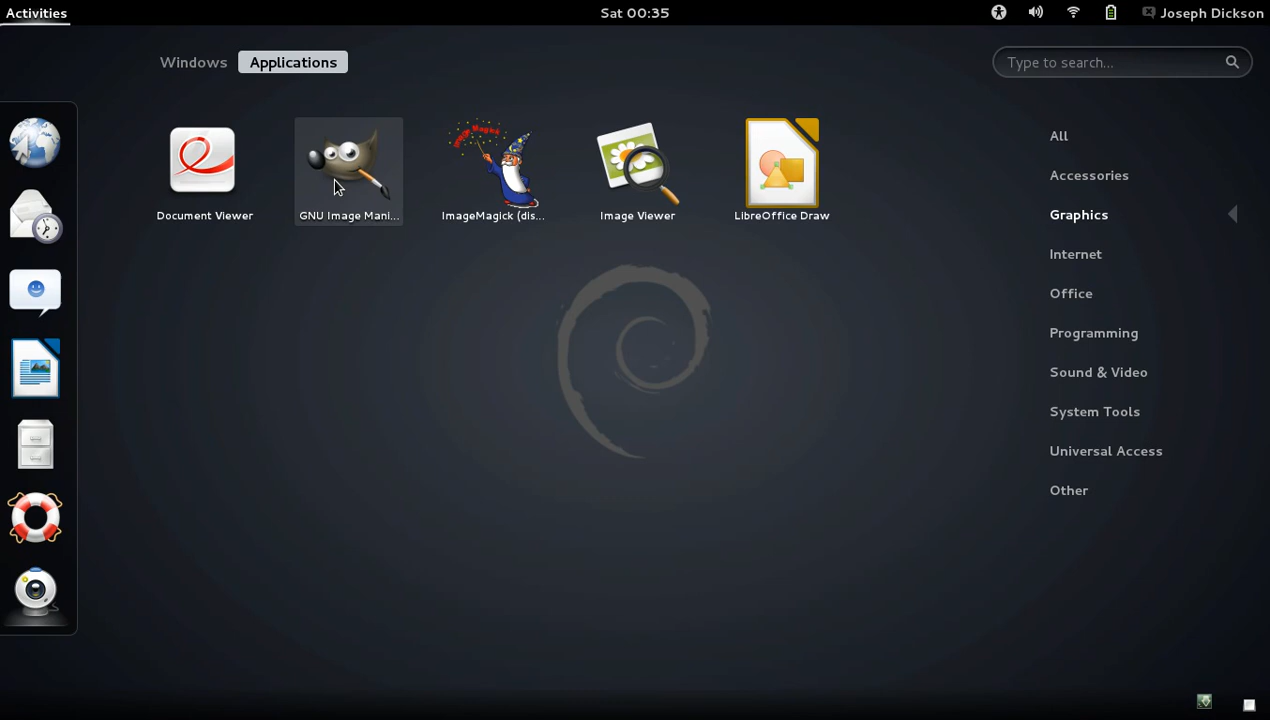 Activities
Sat 00:35
Joseph Dickson
Windows
Applications
Type to search...
Document Viewer
GNU Image Mani...
ImageMagick (dis...
Image Viewer
LibreOffice Draw
All
Accessories
Graphics
Internet
Office
Programming
Sound & Video
System Tools
Universal Access
Other